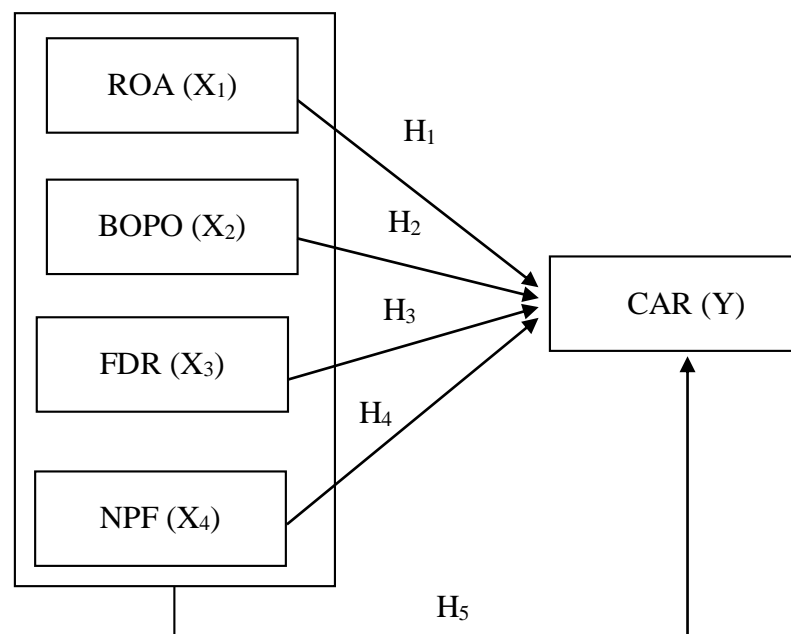 ROA (X₁)
H₁
BOPO (X₂)
H₂
CAR (Y)
H₃
FDR (X₃)
H₄
NPF (X₄)
H₅